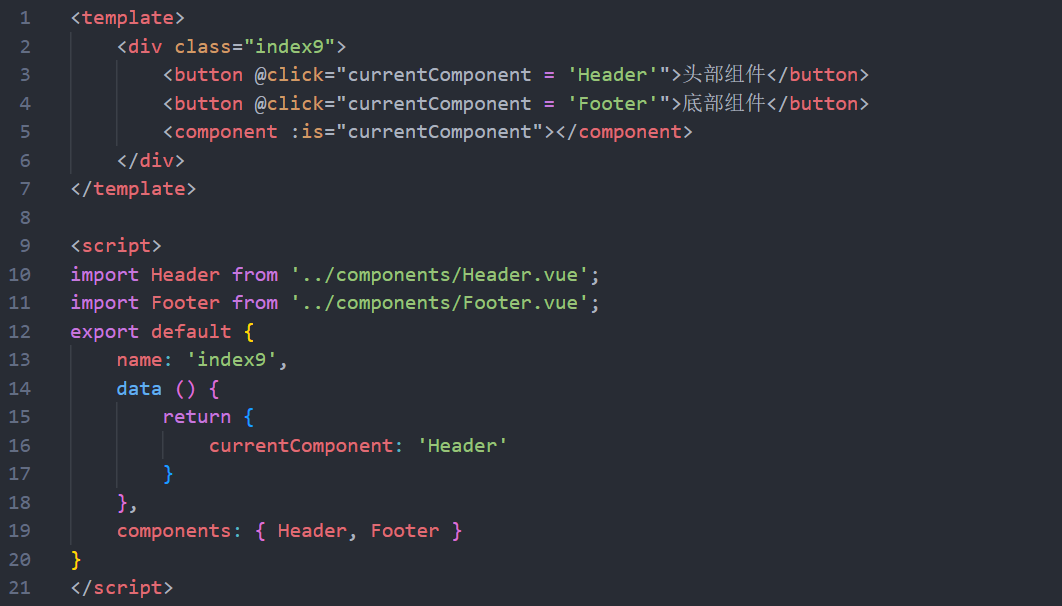 1 <template>
2     <div class="index9">
3         <button @click="currentComponent = 'Header'">头部组件</button>
4         <button @click="currentComponent = 'Footer'">底部组件</button>
5         <component :is="currentComponent"></component>
6     </div>
7 </template>
8
9 <script>
10 import Header from '../components/Header.vue';
11 import Footer from '../components/Footer.vue';
12 export default {
13     name: 'index9',
14     data () {
15         return {
16             currentComponent: 'Header'
17         }
18     },
19     components: { Header, Footer }
20 }
21 </script>